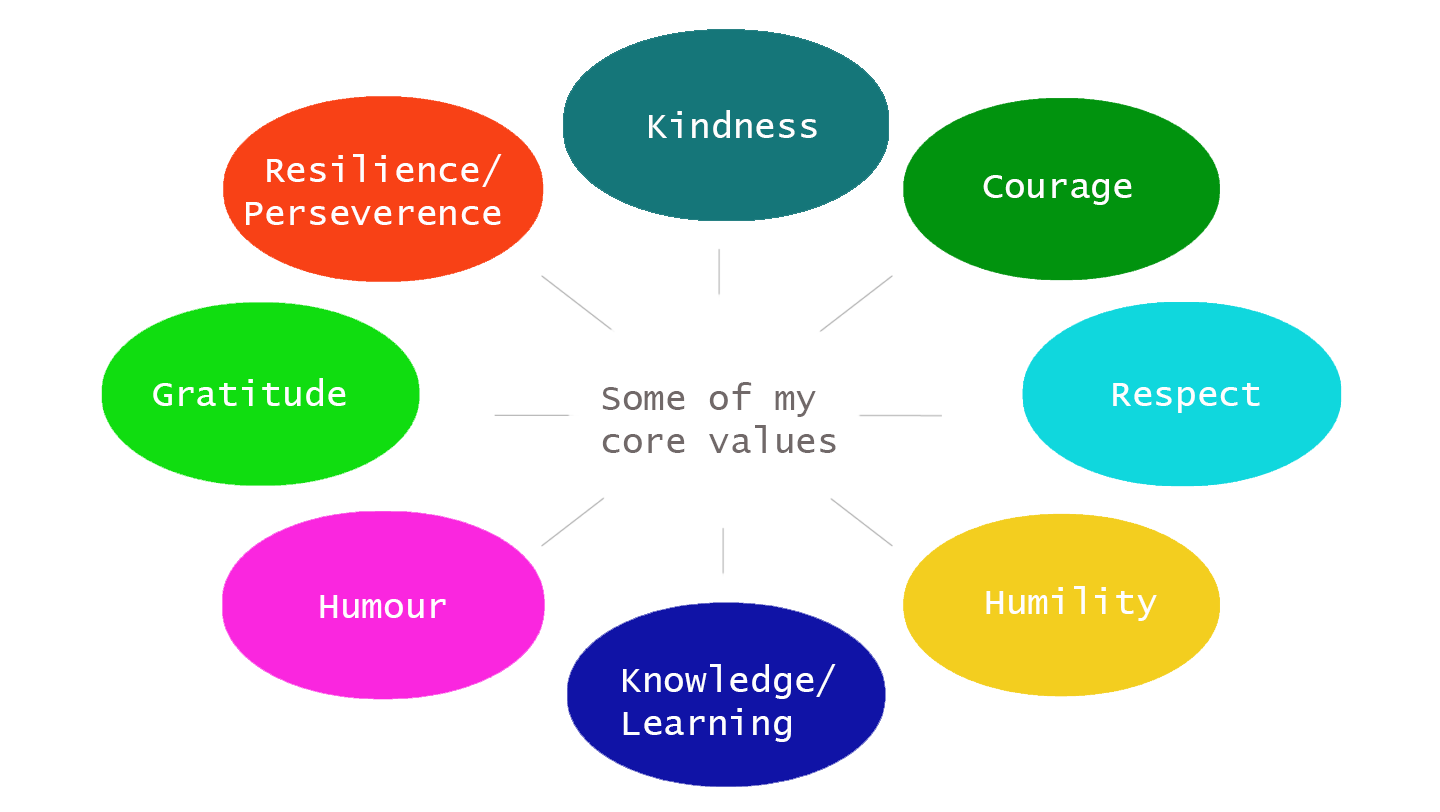 Kindness
Resilience/
Perseverence
Courage
Gratitude
Some of my
core values
Respect
Humour
Humility
Knowledge/
Learning